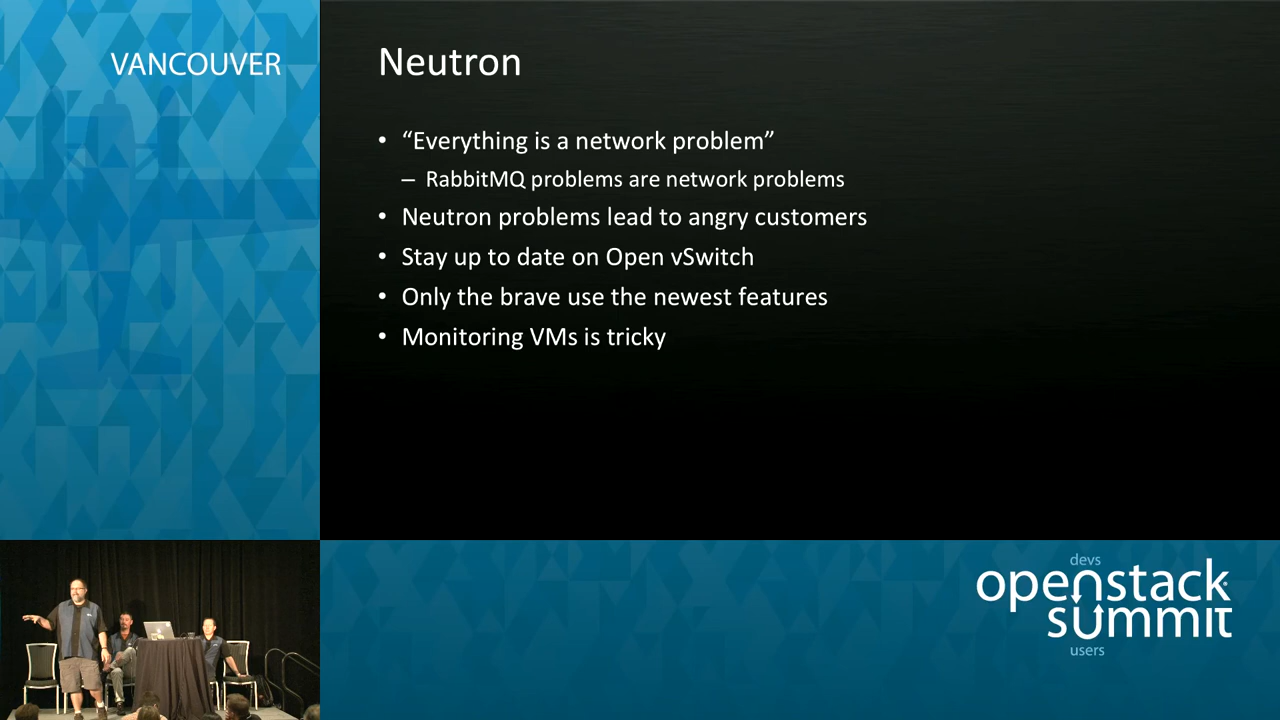 VANCOUVER
Neutron
• “Everything is a network problem”
– RabbitMQ problems are network problems
• Neutron problems lead to angry customers
• Stay up to date on Open vSwitch
• Only the brave use the newest features
• Monitoring VMs is tricky
devs
openstack
summit
users